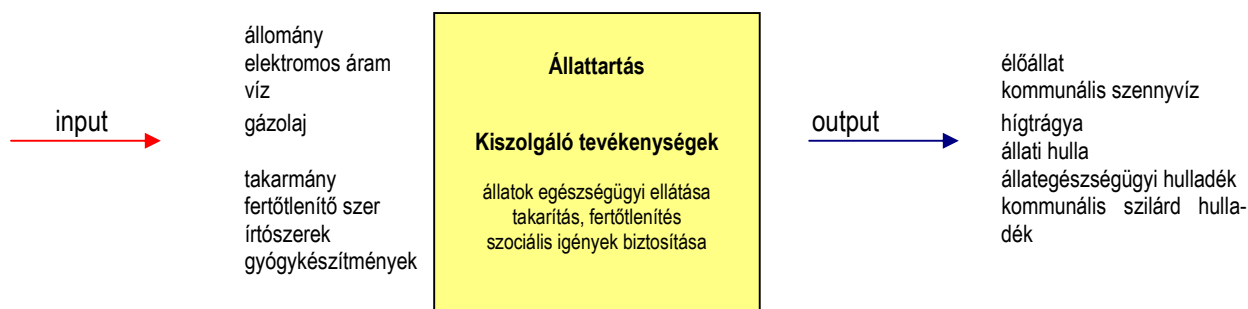 input
állomány
elektromos áram
víz
gázolaj
takarmány
fertőtlenítő szer
írtószerek
gyógykészítmények
Állattartás
Kiszolgáló tevékenységek
állatok egészségügyi ellátása
takarítás, fertőtlenítés
szociális igények biztosítása
output
élőállat
kommunális szennyvíz
hígtrágya
állati hulla
állategészségügyi hulladék
kommunális szilárd hulla-
dék